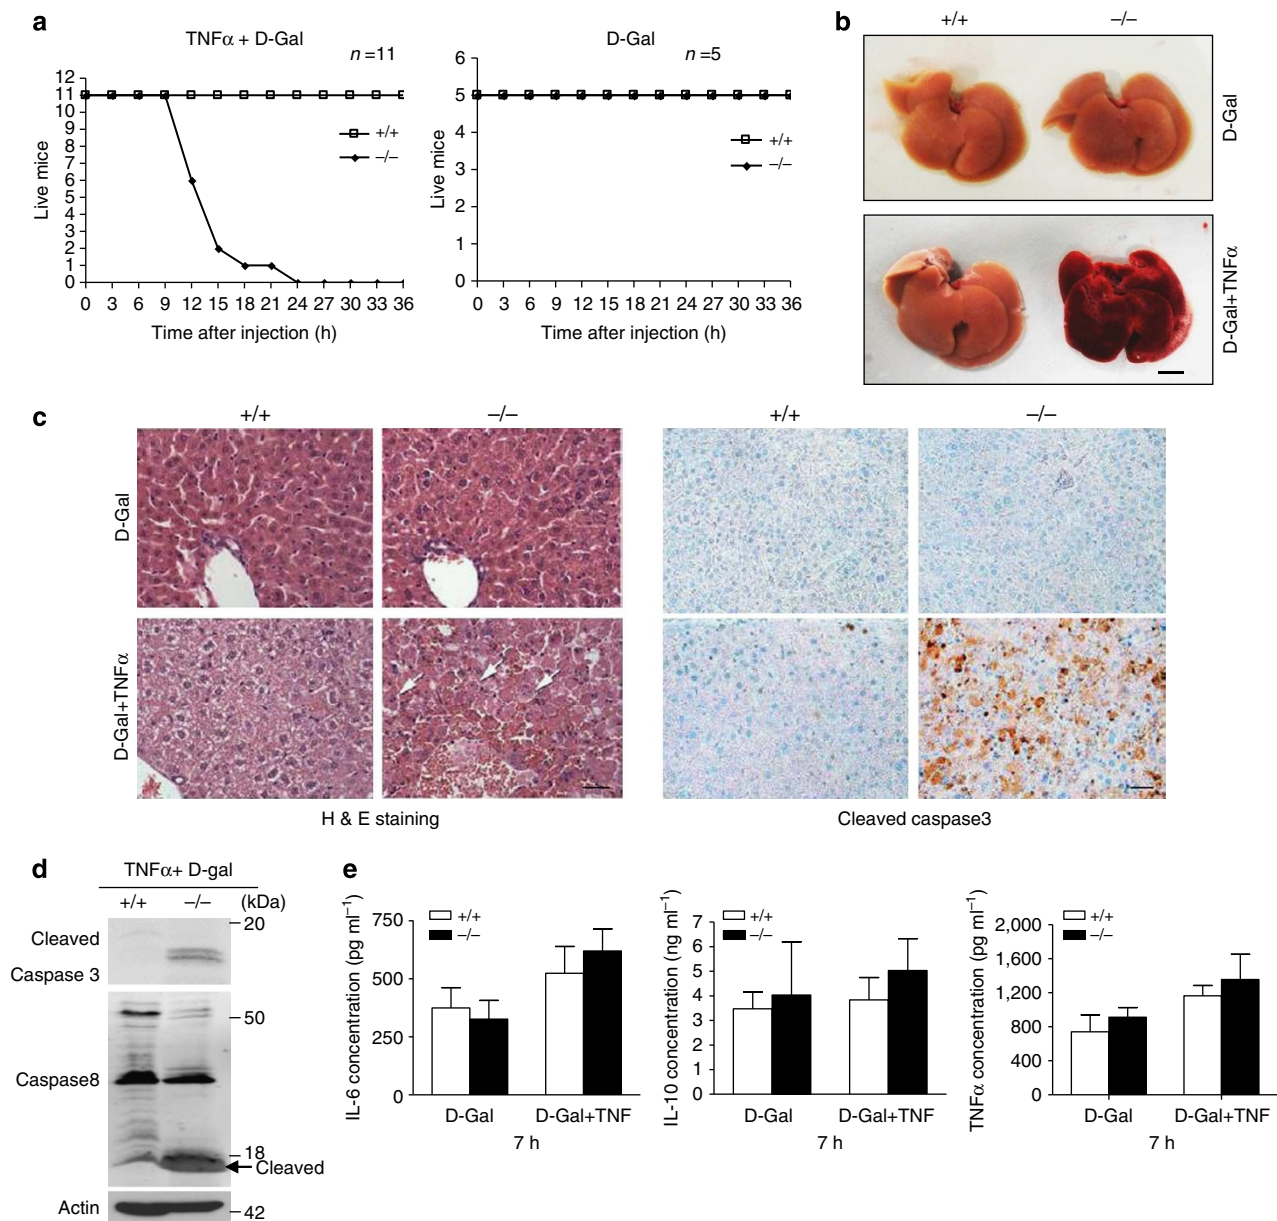 a
TNFα + D-Gal
n =11
12
11
10
9
8
7
6
5
4
3
2
1
0
Live mice
+/+
–/–
0 3 6 9 12 15 18 21 24 27 30 33 36
Time after injection (h)
D-Gal
n =5
6
5
4
3
2
1
0
Live mice
+/+
–/–
0 3 6 9 12 15 18 21 24 27 30 33 36
Time after injection (h)
b
+/+ –/–
D-Gal
D-Gal+TNFα
c
+/+ –/–
+/+ –/–
D-Gal
D-Gal+TNFα
H & E staining
Cleaved caspase3
d
TNFα+ D-gal
+/+ –/– (kDa)
20
Cleaved
Caspase 3
50
Caspase8
18
Cleaved
Actin
42
e
IL-6 concentration (pg ml–1)
750
500
250
0
+/+
–/–
D-Gal D-Gal+TNF
7 h
IL-10 concentration (ng ml–1)
7
6
5
4
3
2
1
0
+/+
–/–
D-Gal D-Gal+TNF
7 h
TNFα concentration (pg ml–1)
2,000
1,600
1,200
800
400
0
+/+
–/–
D-Gal D-Gal+TNF
7 h